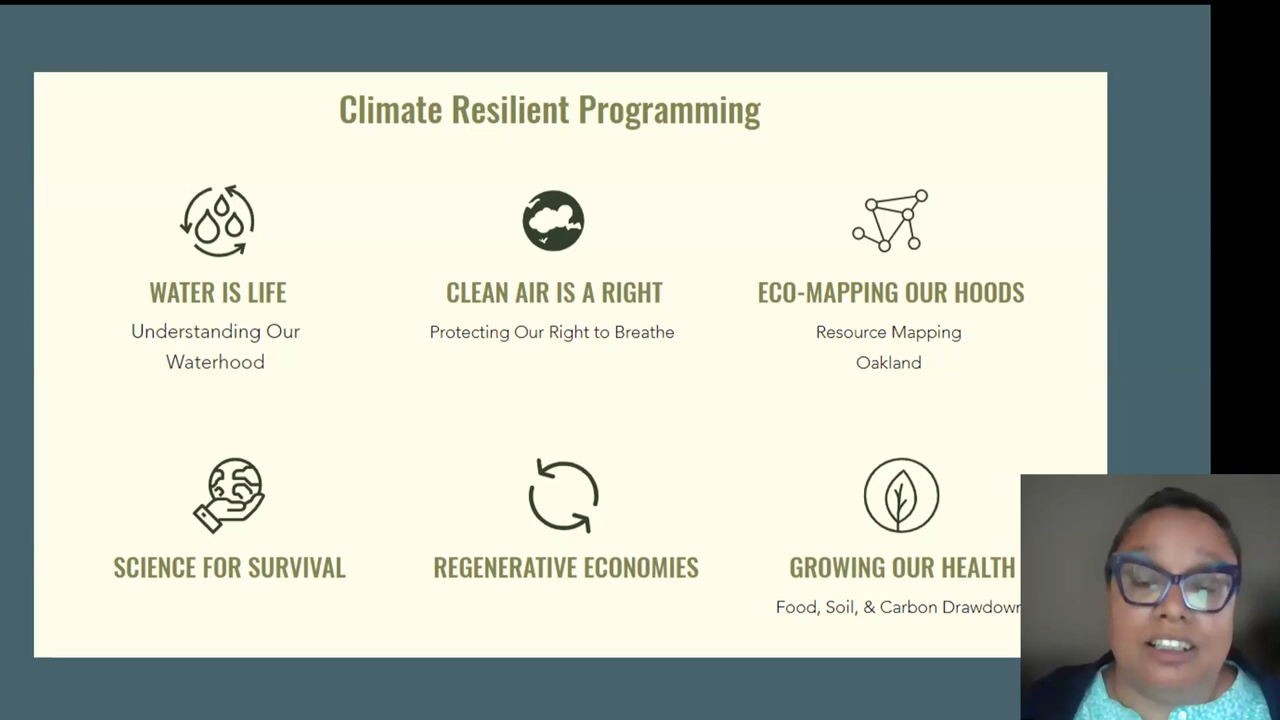 Climate Resilient Programming
WATER IS LIFE
Understanding Our
Waterhood
CLEAN AIR IS A RIGHT
Protecting Our Right to Breathe
ECO-MAPPING OUR HOODS
Resource Mapping
Oakland
SCIENCE FOR SURVIVAL
REGENERATIVE ECONOMIES
GROWING OUR HEALTH
Food, Soil, & Carbon Drawdown